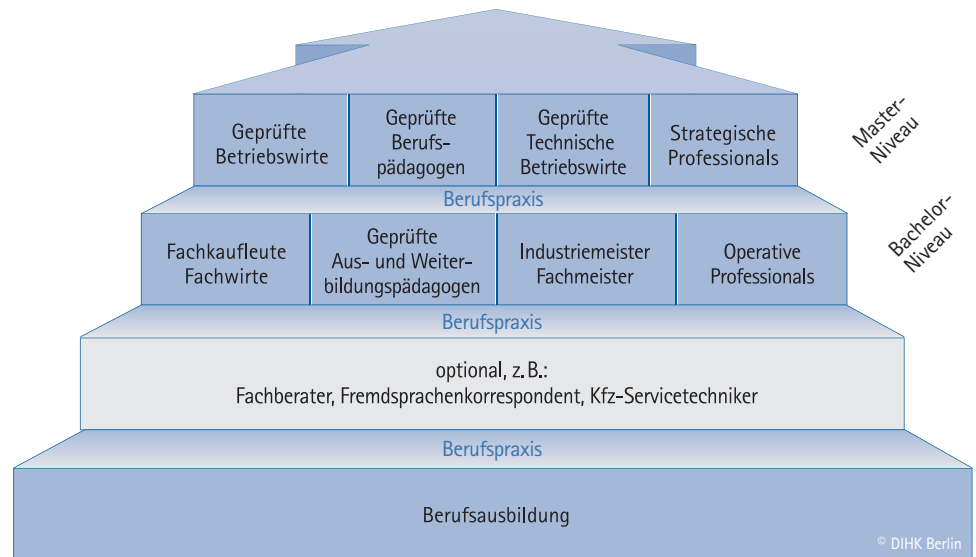 Geprüfte
Betriebswirte
Geprüfte
Berufs-
pädagogen
Geprüfte
Technische
Betriebswirte
Strategische
Professionals
Master-
Niveau
Berufspraxis
Fachkaufleute
Fachwirte
Geprüfte
Aus- und Weiter-
bildungspädagogen
Industriemeister
Fachmeister
Operative
Professionals
Bachelor-
Niveau
Berufspraxis
optional, z. B.:
Fachberater, Fremdsprachenkorrespondent, Kfz-Servicetechniker
Berufspraxis
Berufsausbildung
© DIHK Berlin